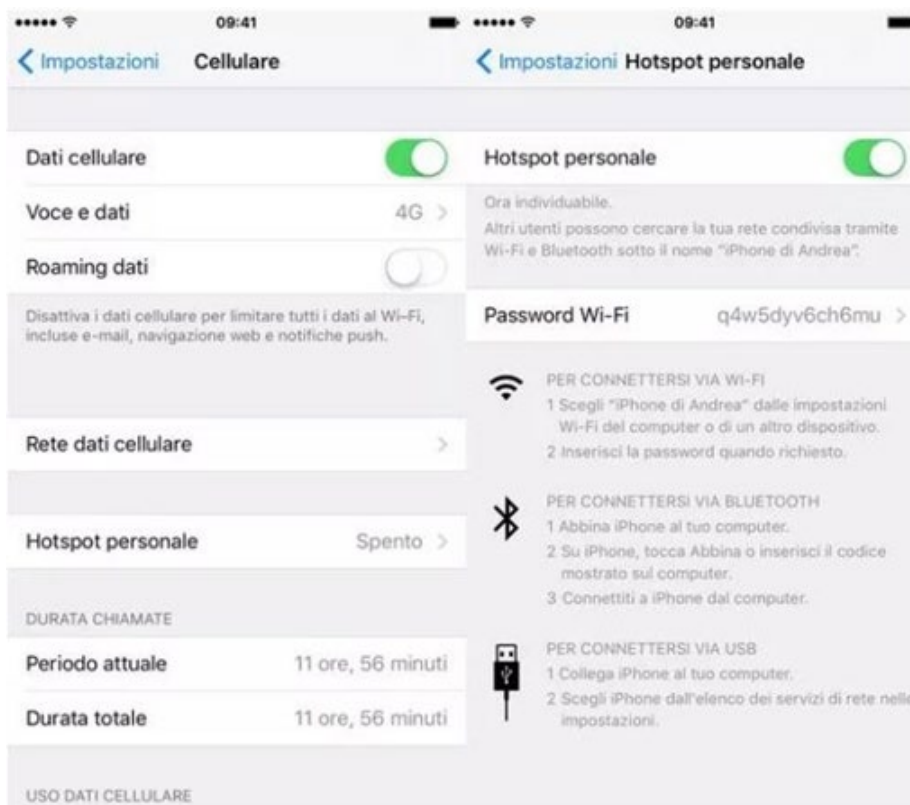 09:41
Impostazioni Cellulare
Dati cellulare
Voce e dati 4G
Roaming dati
Disattiva i dati cellulare per limitare tutti i dati al Wi-Fi,
incluse e-mail, navigazione web e notifiche push.
Rete dati cellulare
Hotspot personale Spento
DURATA CHIAMATE
Periodo attuale 11 ore, 56 minuti
Durata totale 11 ore, 56 minuti
USO DATI CELLULARE
09:41
Impostazioni Hotspot personale
Hotspot personale
Ora individuabile.
Altri utenti possono cercare la tua rete condivisa tramite
Wi-Fi e Bluetooth sotto il nome "iPhone di Andrea".
Password Wi-Fi q4w5dyv6ch6mu
PER CONNETTERSI VIA WI-FI
1 Scegli "iPhone di Andrea" dalle impostazioni
Wi-Fi del computer o di un altro dispositivo.
2 Inserisci la password quando richiesto.
PER CONNETTERSI VIA BLUETOOTH
1 Abbina iPhone al tuo computer.
2 Su iPhone, tocca Abbina o inserisci il codice
mostrato sul computer.
3 Connettiti a iPhone dal computer.
PER CONNETTERSI VIA USB
1 Collega iPhone al tuo computer.
2 Scegli iPhone dall'elenco dei servizi di rete nelle
impostazioni.